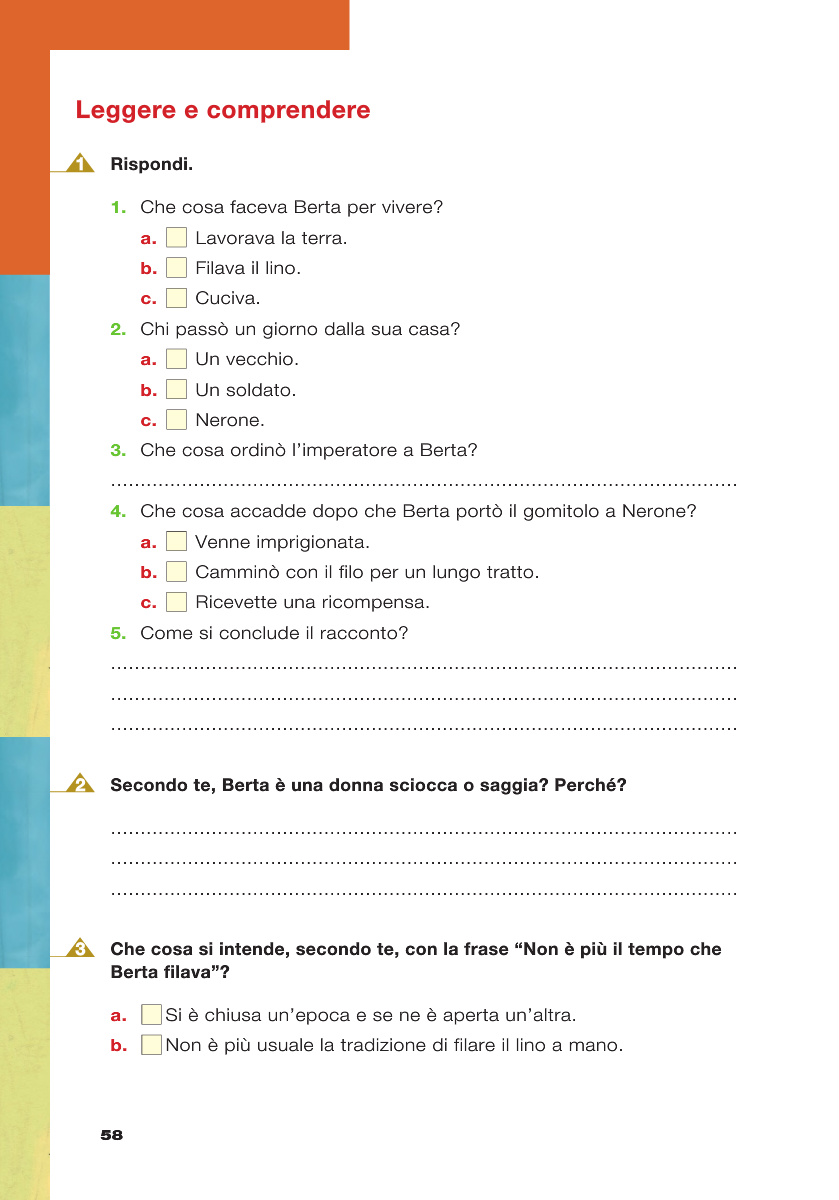 Leggere e comprendere
1 Rispondi.
1. Che cosa faceva Berta per vivere?
a. Lavorava la terra.
b. Filava il lino.
c. Cuciva.
2. Chi passò un giorno dalla sua casa?
a. Un vecchio.
b. Un soldato.
c. Nerone.
3. Che cosa ordinò l’imperatore a Berta?
4. Che cosa accadde dopo che Berta portò il gomitolo a Nerone?
a. Venne imprigionata.
b. Camminò con il filo per un lungo tratto.
c. Ricevette una ricompensa.
5. Come si conclude il racconto?
2 Secondo te, Berta è una donna sciocca o saggia? Perché?
3 Che cosa si intende, secondo te, con la frase “Non è più il tempo che
Berta filava”?
a. Si è chiusa un’epoca e se ne è aperta un’altra.
b. Non è più usuale la tradizione di filare il lino a mano.
58